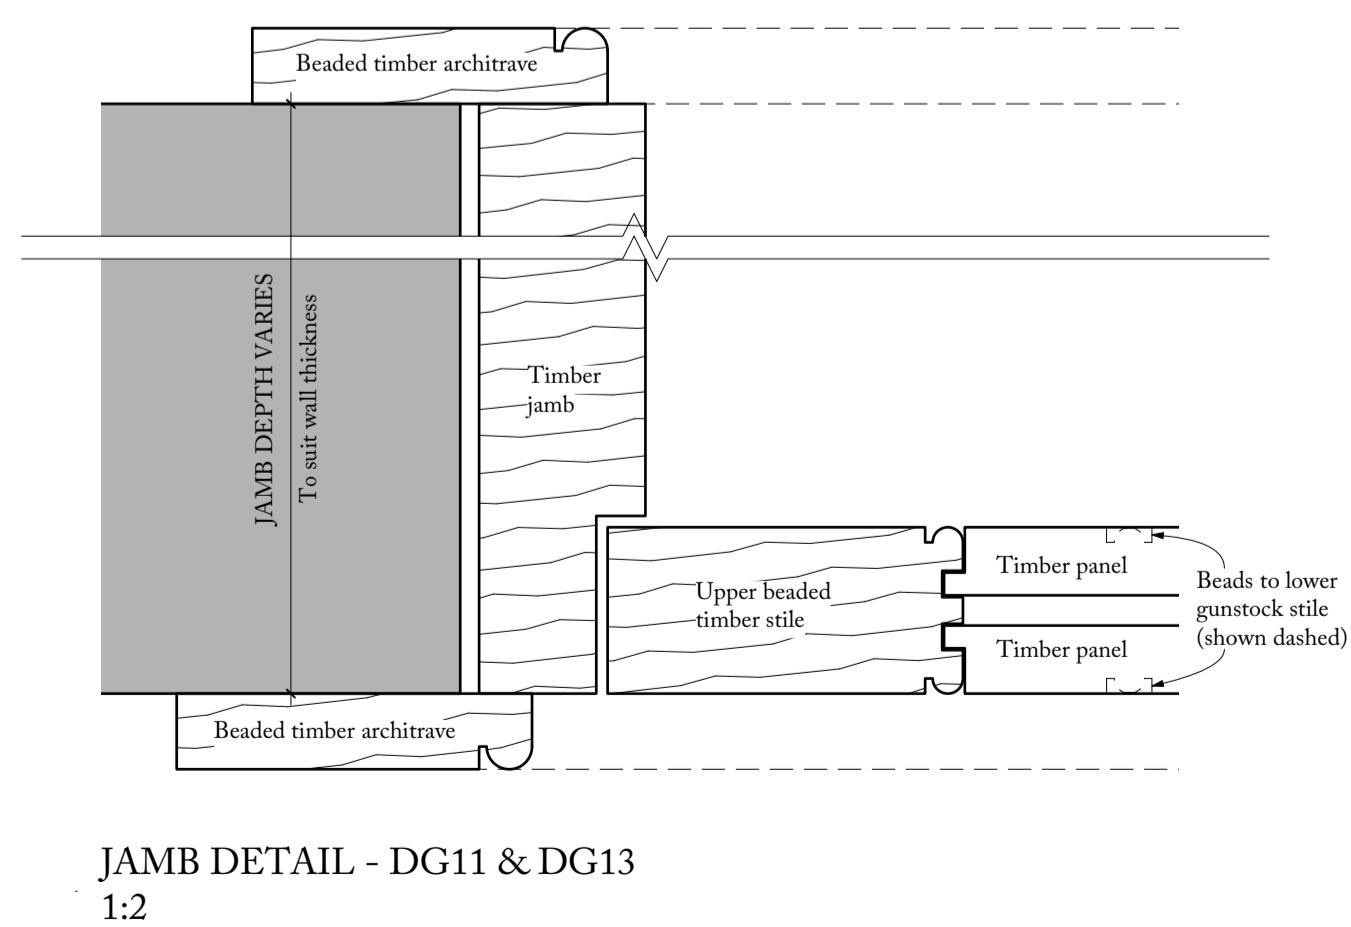 Beaded timber architrave
JAMB DEPTH VARIES
To suit wall thickness
Timber
jamb
Upper beaded
timber stile
Timber panel
Timber panel
Beads to lower
gunstock stile
(shown dashed)
Beaded timber architrave
JAMB DETAIL - DG11 & DG13
1:2